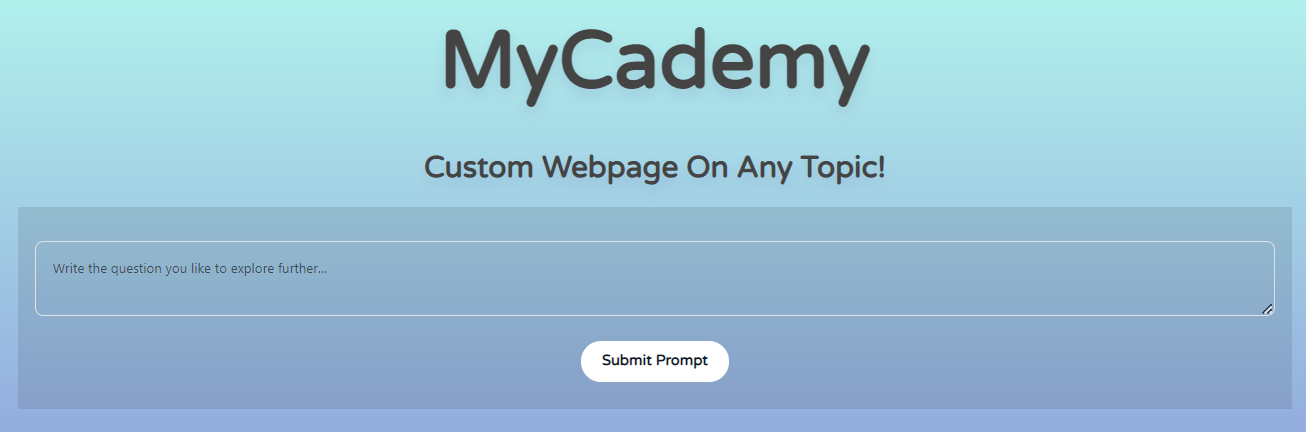 MyCademy
Custom Webpage On Any Topic!
Write the question you like to explore further...
Submit Prompt